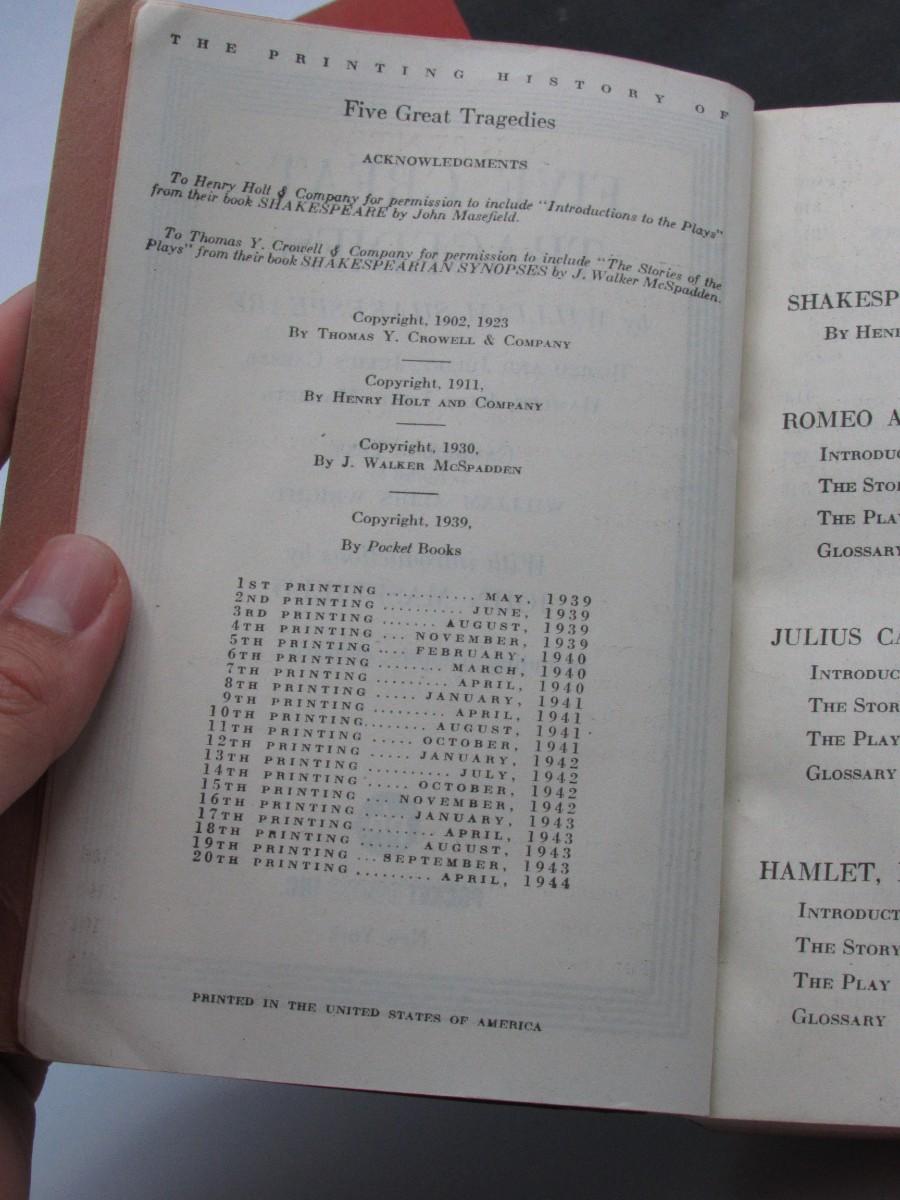 THE PRINTING HISTORY OF
Five Great Tragedies
ACKNOWLEDGMENTS
To Henry Holt & Company for permission to include "Introductions to the Plays"
from their book SHAKESPEARE by John Masefield.
To Thomas Y. Crowell & Company for permission to include "The Stories of the
Plays" from their book SHAKESPEARIAN SYNOPSES by J. Walker McSpadden.
Copyright, 1902, 1923
By Thomas Y. Crowell & Company
Copyright, 1911,
By Henry Holt and Company
Copyright, 1930,
By J. Walker McSpadden
Copyright, 1939,
By Pocket Books
1ST PRINTING .......... MAY, 1939
2ND PRINTING .......... JUNE, 1939
3RD PRINTING ....... AUGUST, 1939
4TH PRINTING ... NOVEMBER, 1939
5TH PRINTING .... FEBRUARY, 1940
6TH PRINTING ........ MARCH, 1940
7TH PRINTING ......... APRIL, 1940
8TH PRINTING ..... JANUARY, 1941
9TH PRINTING ......... APRIL, 1941
10TH PRINTING ....... AUGUST, 1941
11TH PRINTING ..... OCTOBER, 1941
12TH PRINTING ..... JANUARY, 1942
13TH PRINTING .......... JULY, 1942
14TH PRINTING ..... OCTOBER, 1942
15TH PRINTING ... NOVEMBER, 1942
16TH PRINTING ..... JANUARY, 1943
17TH PRINTING ........ APRIL, 1943
18TH PRINTING ...... AUGUST, 1943
19TH PRINTING ... SEPTEMBER, 1943
20TH PRINTING ......... APRIL, 1944
PRINTED IN THE UNITED STATES OF AMERICA
SHAKESP
By Hen
ROMEO A
Introduc
The Sto
The Pla
Glossary
JULIUS CA
Introduc
The Stor
The Play
Glossary
HAMLET,
Introduct
The Story
The Play
Glossary